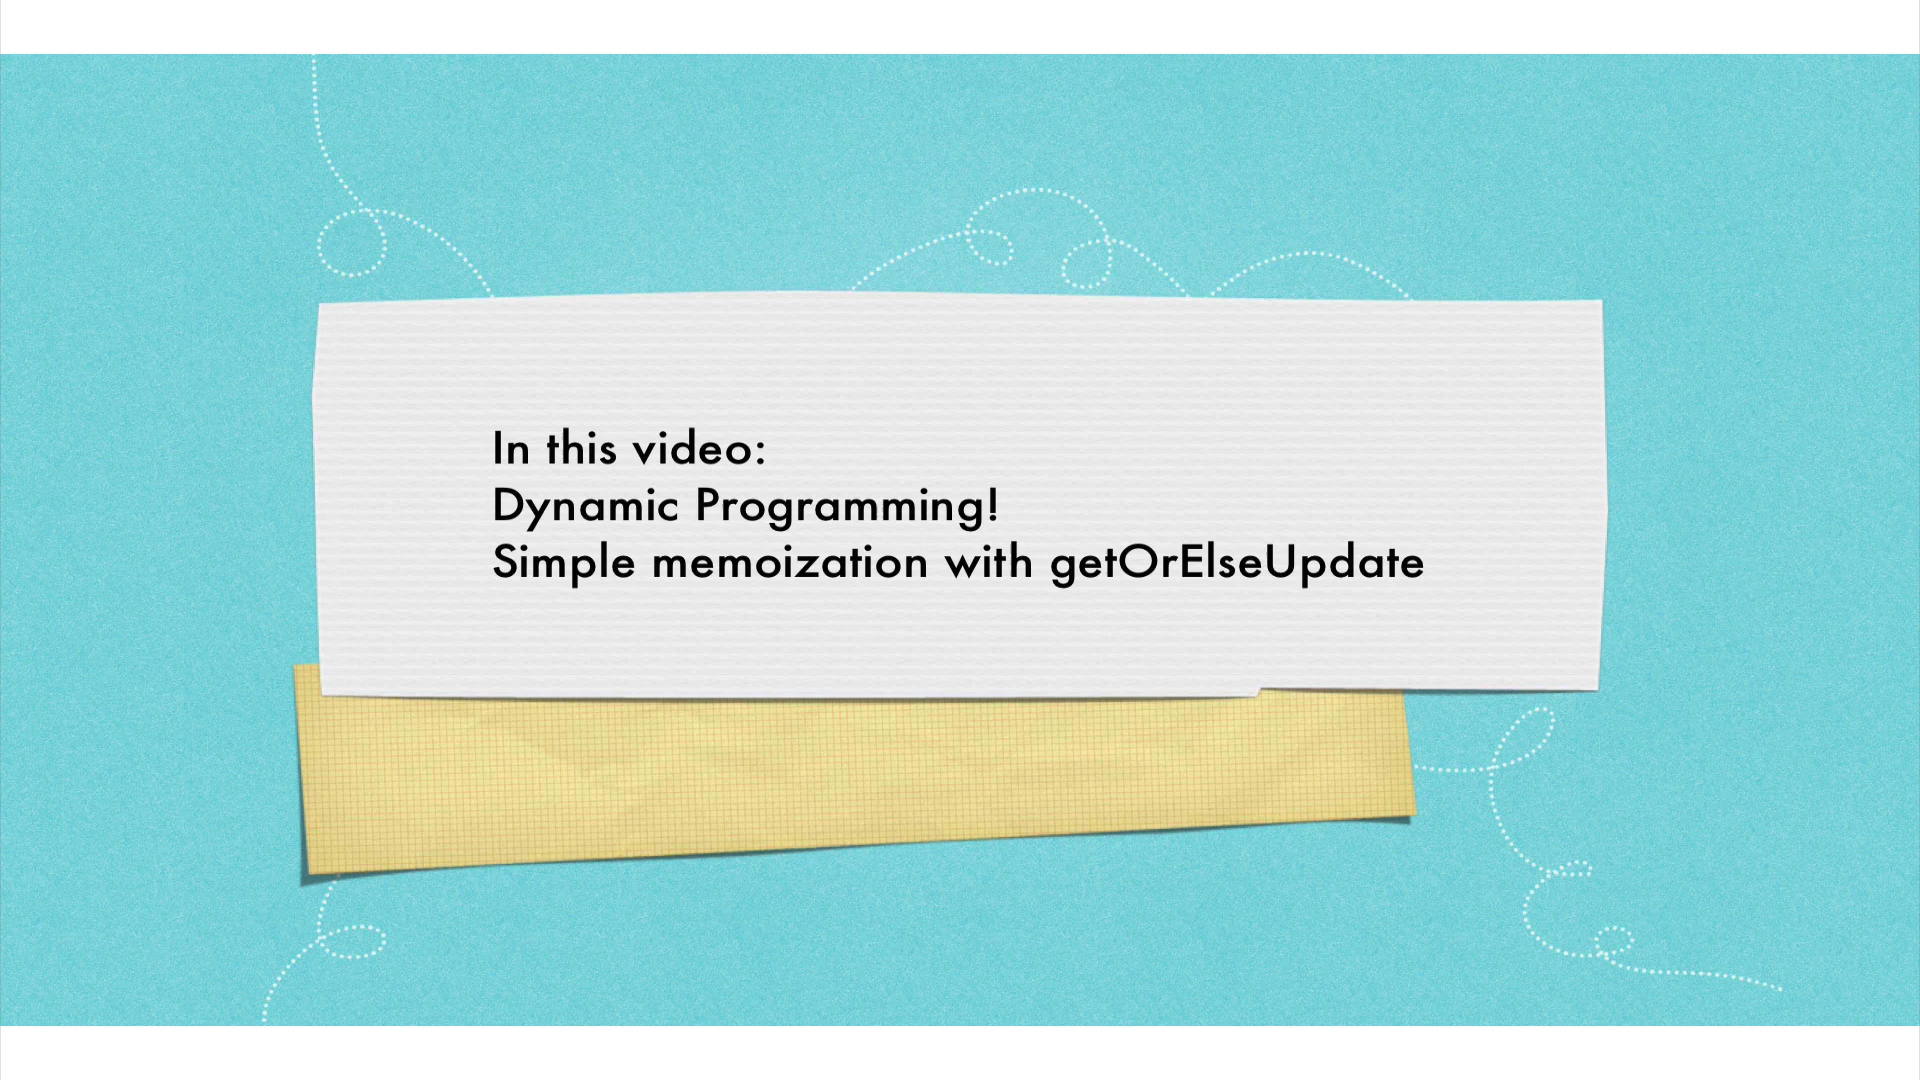 In this video:
Dynamic Programming!
Simple memoization with getOrElseUpdate